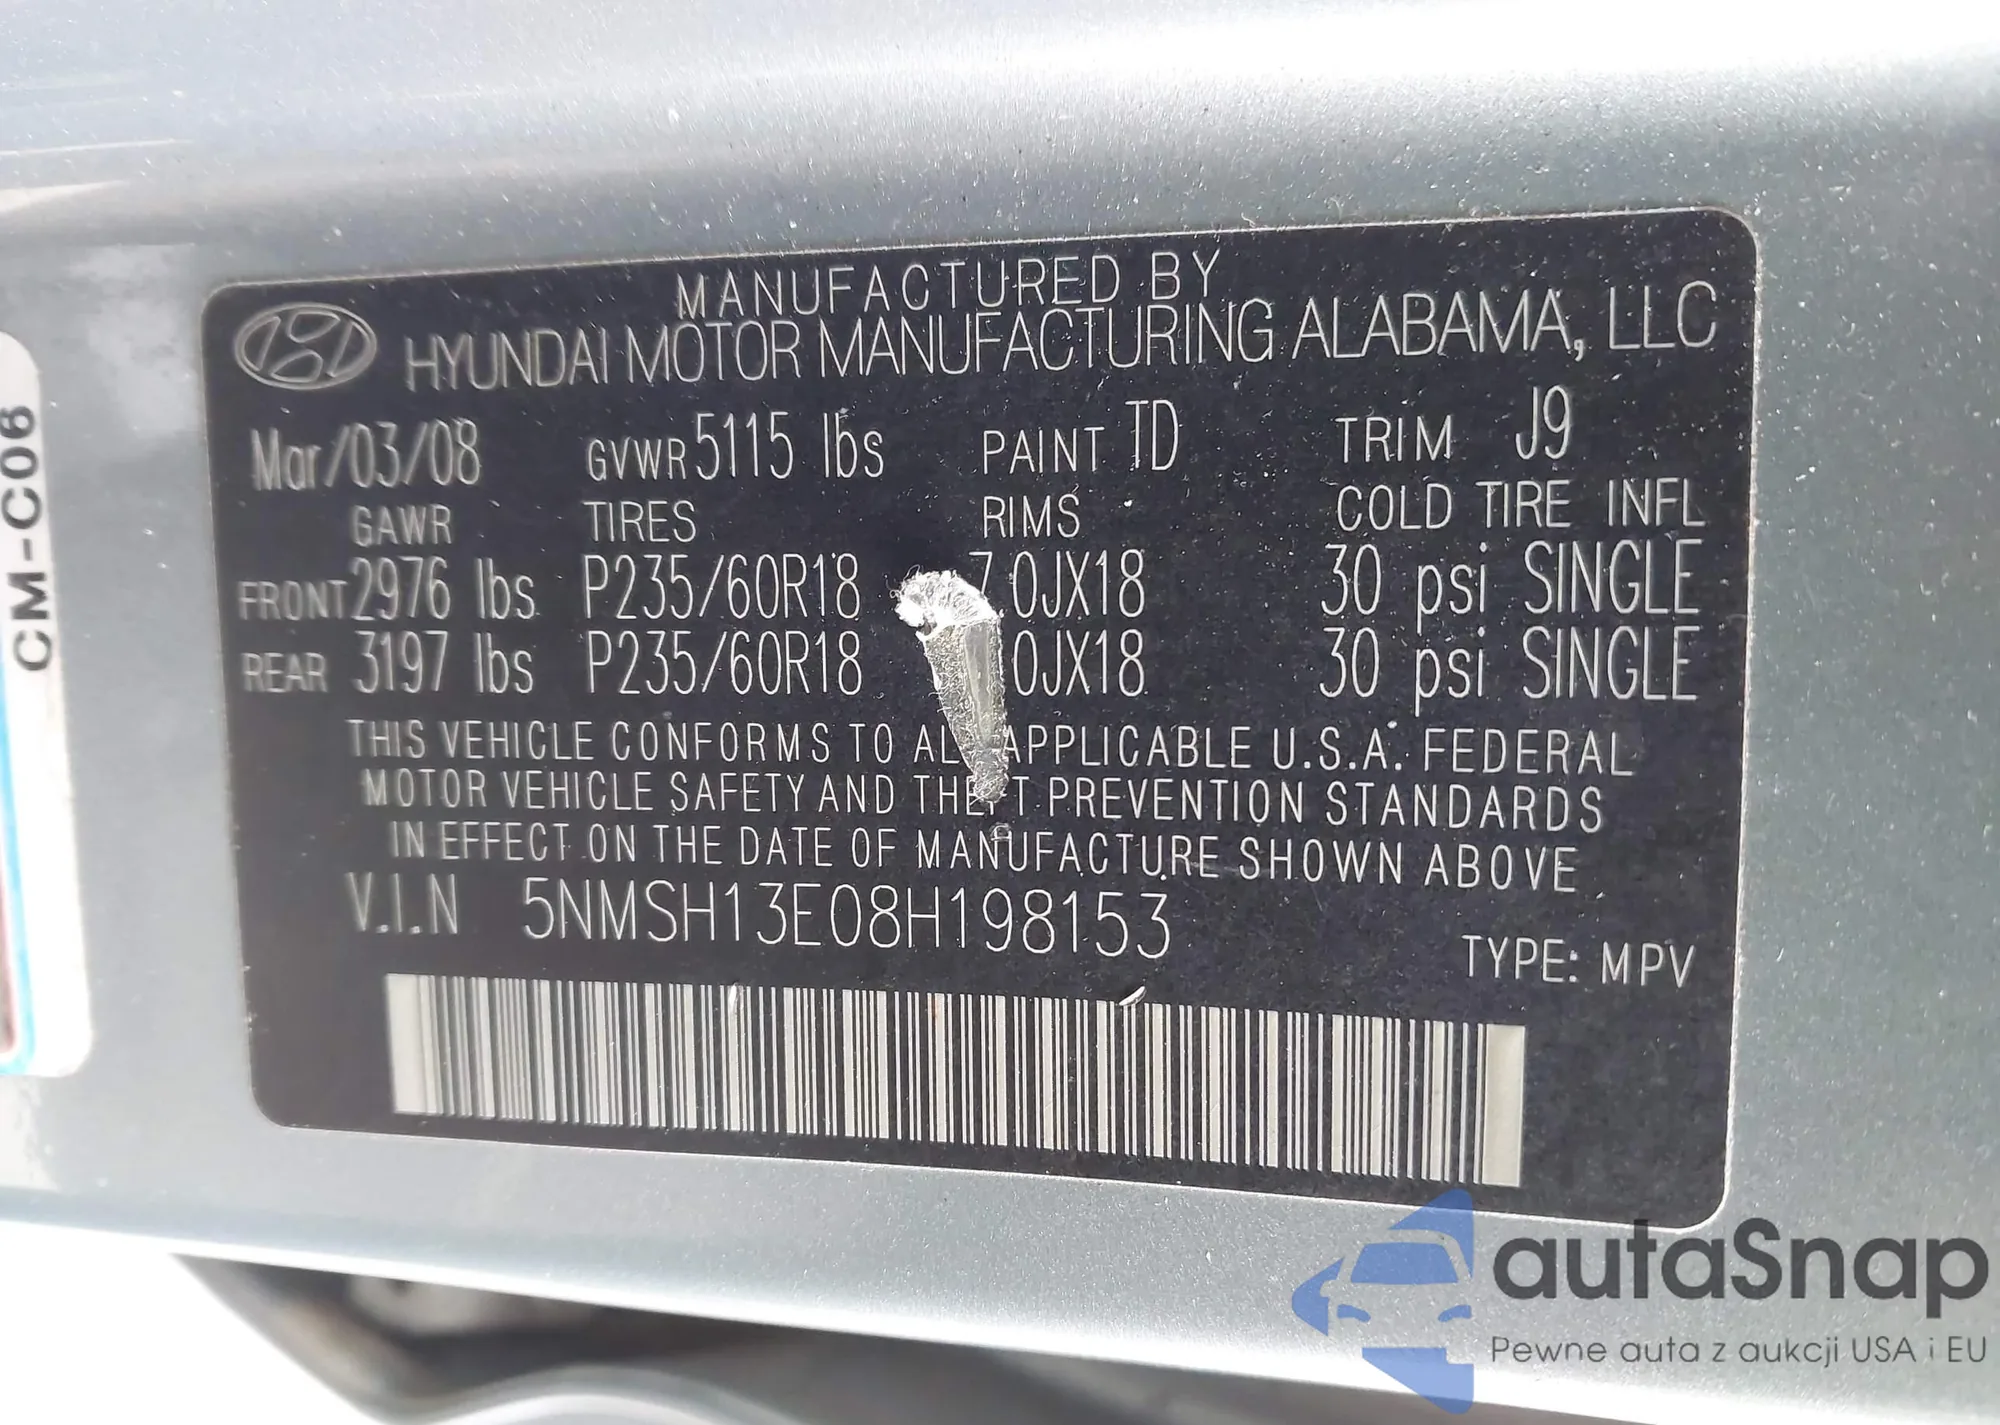 MANUFACTURED BY
HYUNDAI MOTOR MANUFACTURING ALABAMA, LLC
Mar/03/08 GVWR 5115 lbs PAINT TD TRIM J9
GAWR TIRES RIMS COLD TIRE INFL
FRONT 2976 lbs P235/60R18 7.0JX18 30 psi SINGLE
REAR 3197 lbs P235/60R18 0JX18 30 psi SINGLE
THIS VEHICLE CONFORMS TO ALL APPLICABLE U.S.A. FEDERAL
MOTOR VEHICLE SAFETY AND THEFT PREVENTION STANDARDS
IN EFFECT ON THE DATE OF MANUFACTURE SHOWN ABOVE
V.I.N 5NMSH13E08H198153
TYPE: MPV
CM-C06
autaSnap
Pewne auta z aukcji USA i EU